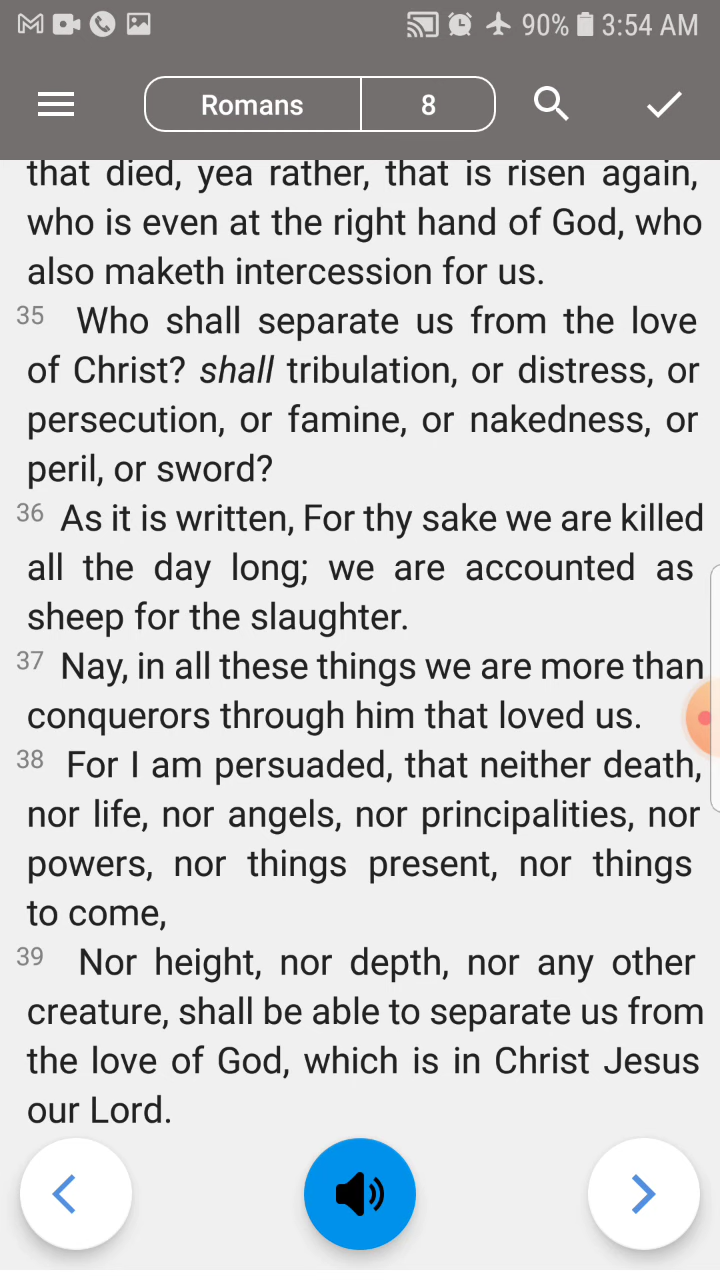 90% 3:54 AM
Romans 8
that died, yea rather, that is risen again,
who is even at the right hand of God, who
also maketh intercession for us.
35 Who shall separate us from the love
of Christ? shall tribulation, or distress, or
persecution, or famine, or nakedness, or
peril, or sword?
36 As it is written, For thy sake we are killed
all the day long; we are accounted as
sheep for the slaughter.
37 Nay, in all these things we are more than
conquerors through him that loved us.
38 For I am persuaded, that neither death,
nor life, nor angels, nor principalities, nor
powers, nor things present, nor things
to come,
39 Nor height, nor depth, nor any other
creature, shall be able to separate us from
the love of God, which is in Christ Jesus
our Lord.